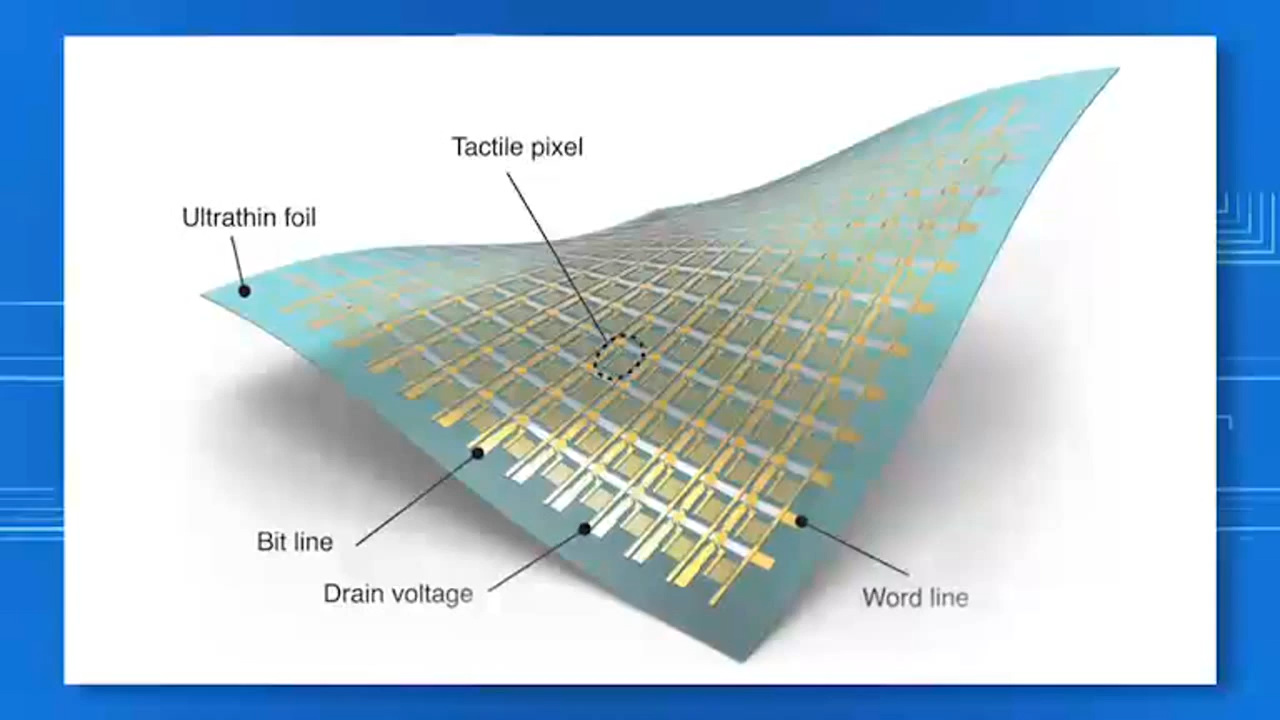 Tactile pixel
Ultrathin foil
Bit line
Drain voltage
Word line